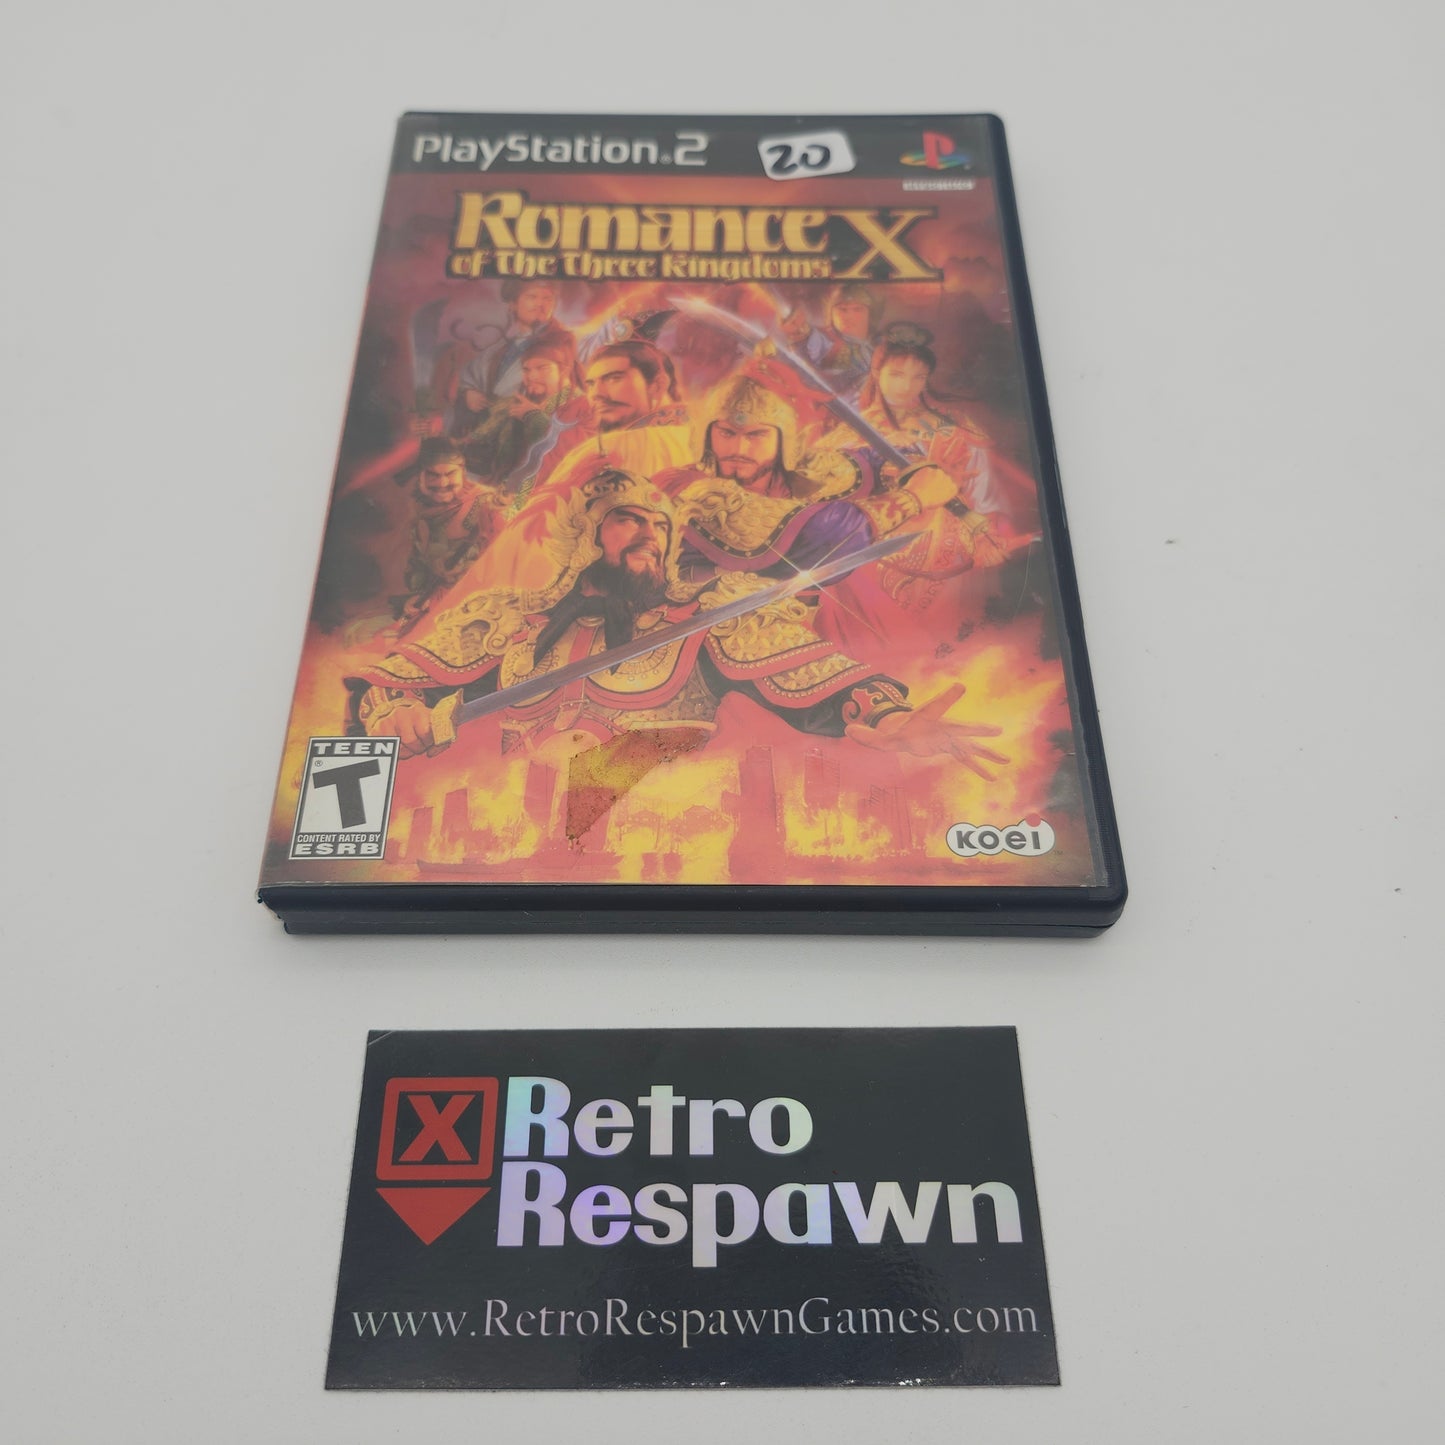 PlayStation.2
20
Romance X
of the Three Kingdoms
TEEN
T
®
CONTENT RATED BY
ESRB
Koei
X Retro
Respawn
www.RetroRespawnGames.com